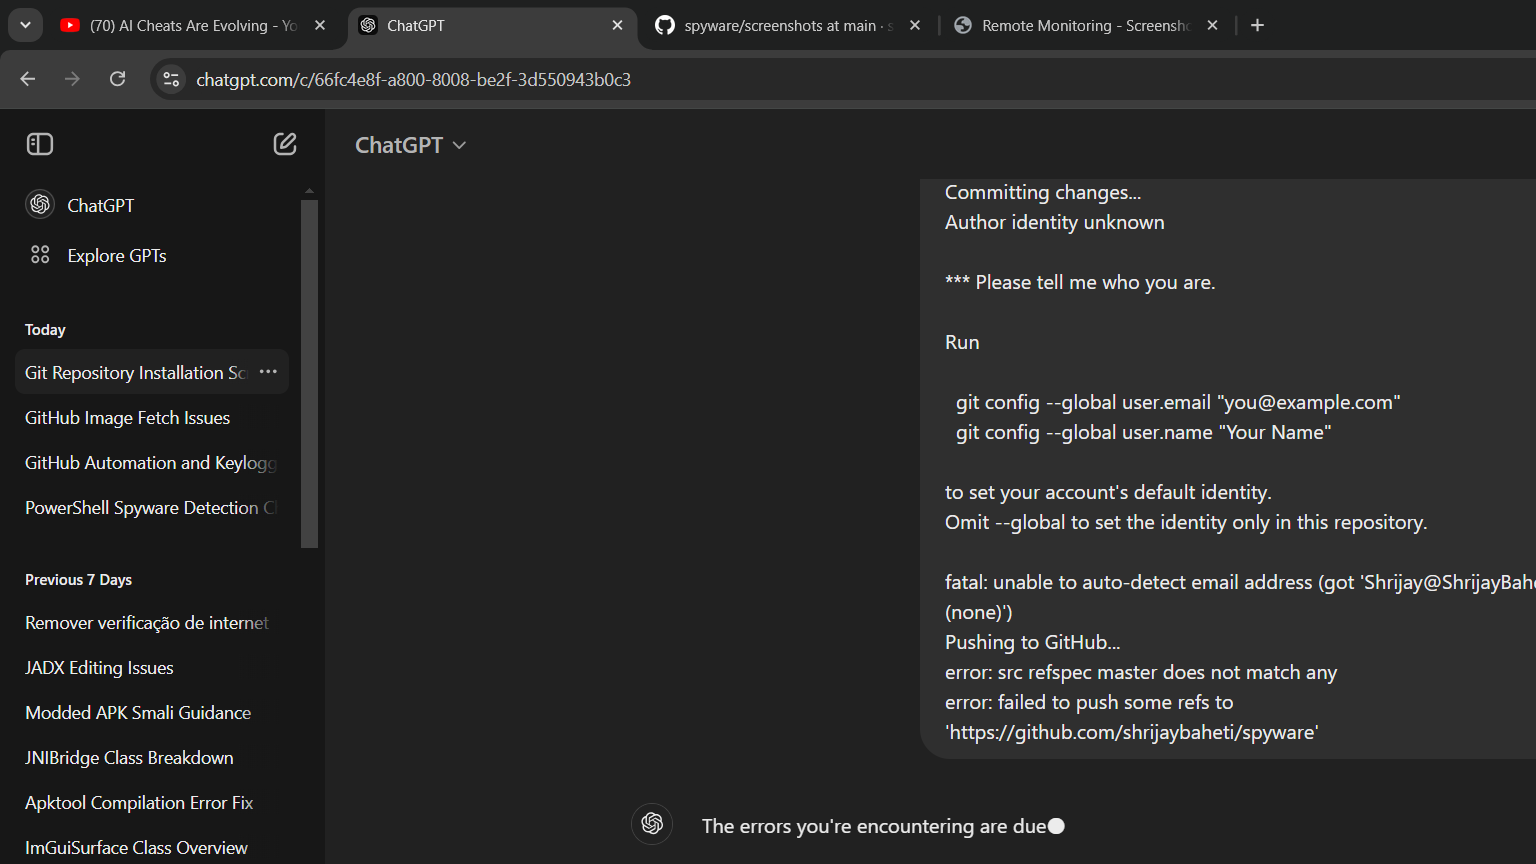 (70) AI Cheats Are Evolving - Yo
ChatGPT
spyware/screenshots at main · s
Remote Monitoring - Screensho
chatgpt.com/c/66fc4e8f-a800-8008-be2f-3d550943b0c3
ChatGPT
Explore GPTs
Today
Git Repository Installation Sc
GitHub Image Fetch Issues
GitHub Automation and Keylogg
PowerShell Spyware Detection C
Previous 7 Days
Remover verificação de internet
JADX Editing Issues
Modded APK Smali Guidance
JNIBridge Class Breakdown
Apktool Compilation Error Fix
ImGuiSurface Class Overview
ChatGPT
Committing changes...
Author identity unknown
*** Please tell me who you are.
Run
git config --global user.email "you@example.com"
git config --global user.name "Your Name"
to set your account's default identity.
Omit --global to set the identity only in this repository.
fatal: unable to auto-detect email address (got 'Shrijay@ShrijayBahe
(none)')
Pushing to GitHub...
error: src refspec master does not match any
error: failed to push some refs to
'https://github.com/shrijaybaheti/spyware'
The errors you're encountering are due